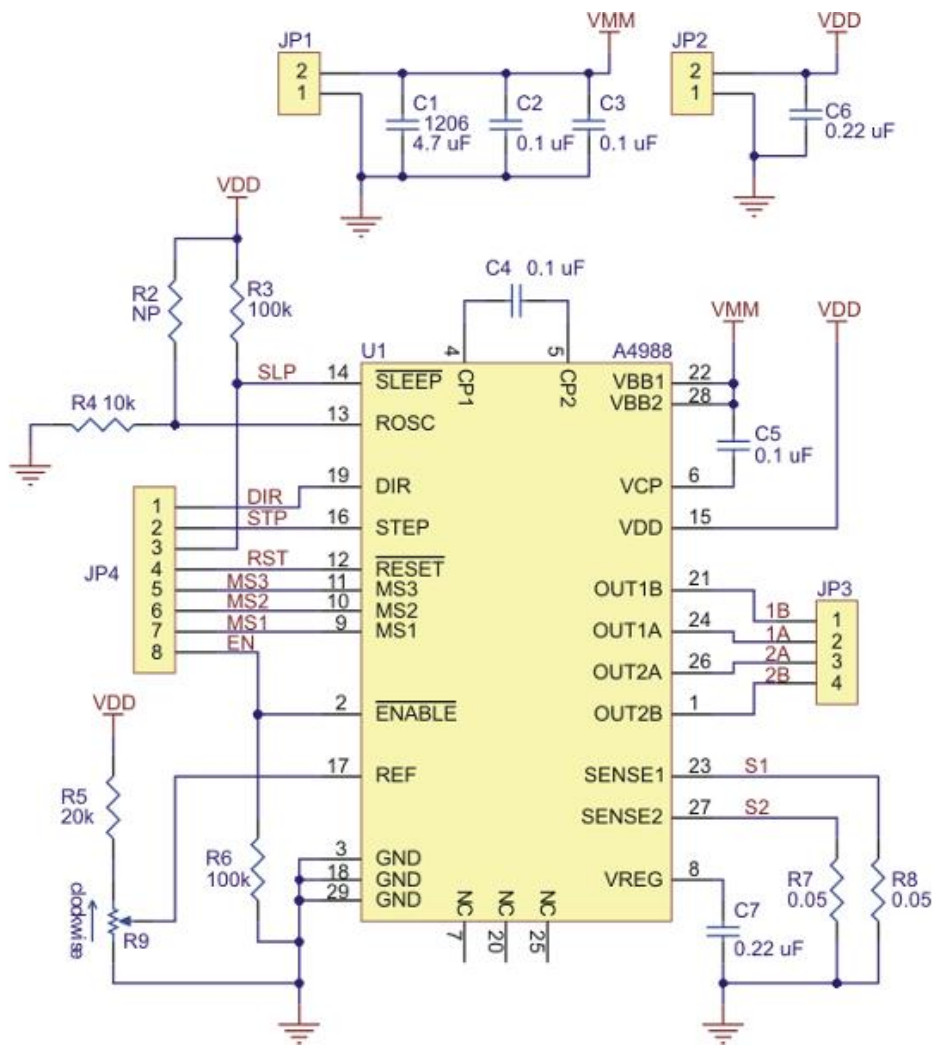 VMM
JP1
2
1
C1
1206
4.7 uF
C2
0.1 uF
C3
0.1 uF
VDD
JP2
2
1
C6
0.22 uF
VDD
R2
NP
R3
100k
C4 0.1 uF
4
5
U1
A4988
CP1
CP2
VMM
VDD
SLP
14
SLEEP
VBB1
22
VBB2
28
R4 10k
13
ROSC
C5
0.1 uF
VCP
6
DIR
19
DIR
VDD
15
STP
16
STEP
JP4
1
2
3
4
5
6
7
8
RST
12
RESET
MS3
11
MS3
MS2
10
MS2
MS1
9
MS1
EN
OUT1B
21
OUT1A
24
OUT2A
26
OUT2B
1
JP3
1B
1
1A
2
2A
3
2B
4
2
ENABLE
VDD
17
REF
R5
20k
SENSE1
23
S1
SENSE2
27
S2
R6
100k
3
GND
18
GND
29
GND
VREG
8
R7
0.05
R8
0.05
clockwise
R9
NC
7
NC
20
NC
25
C7
0.22 uF